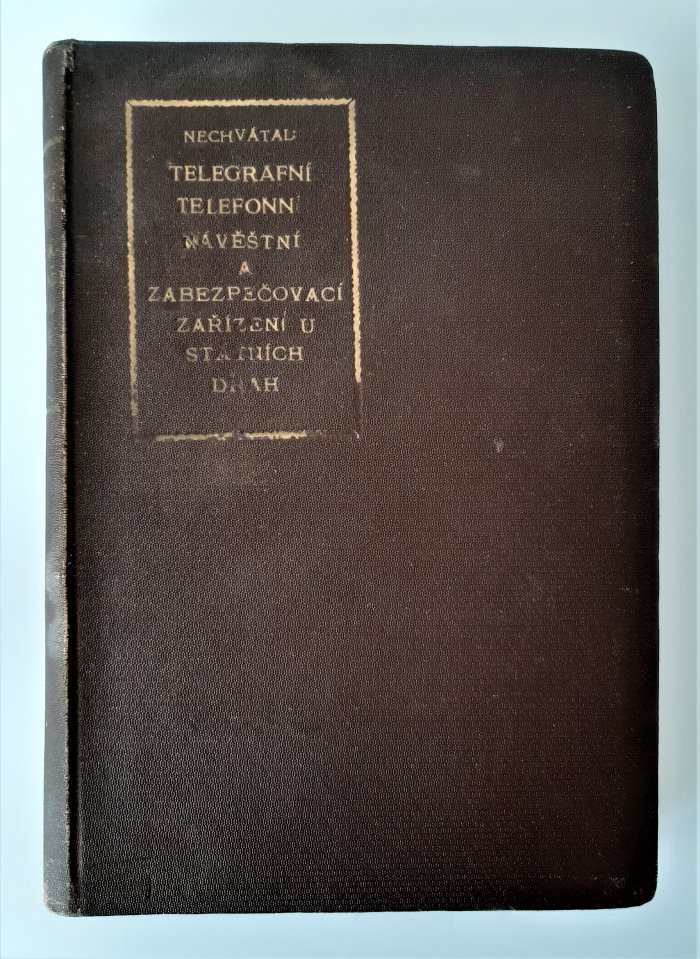 NECHVÁTAL
TELEGRAFNÍ
TELEFONNÍ
NÁVĚŠTNÍ
A
ZABEZPEČOVACÍ
ZAŘÍZENÍ U
STÁTNÍCH
DRAH